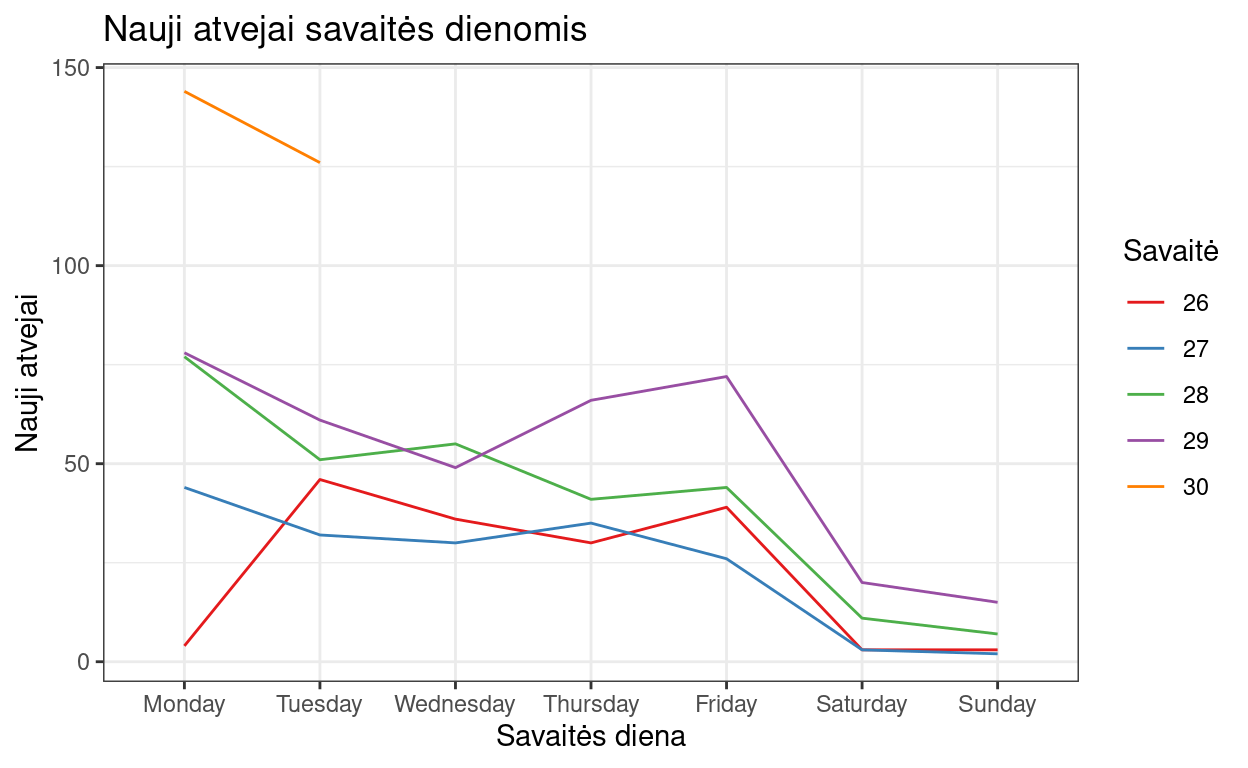 Nauji atvejai savaitės dienomis
150
100
50
0
Nauji atvejai
Monday Tuesday Wednesday Thursday Friday Saturday Sunday
Savaitės diena
Savaitė
26
27
28
29
30